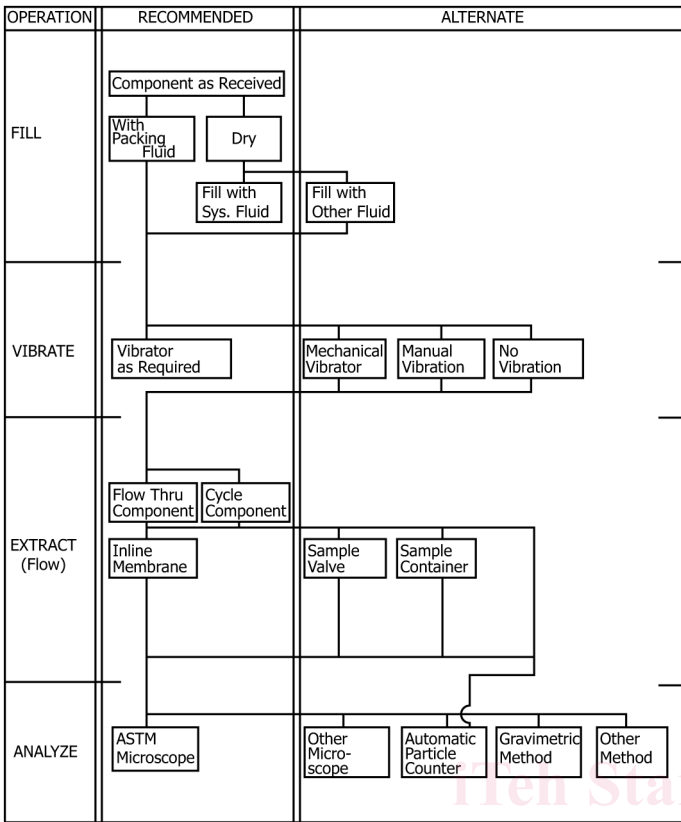 OPERATION
RECOMMENDED
ALTERNATE
FILL
Component as Received
With
Packing
Fluid
Dry
Fill with
Sys. Fluid
Fill with
Other Fluid
VIBRATE
Vibrator
as Required
Mechanical
Vibrator
Manual
Vibration
No
Vibration
EXTRACT
(Flow)
Flow Thru
Component
Cycle
Component
Inline
Membrane
Sample
Valve
Sample
Container
ANALYZE
ASTM
Microscope
Other
Micro-
scope
Automatic
Particle
Counter
Gravimetric
Method
Other
Method
iTeh Sta